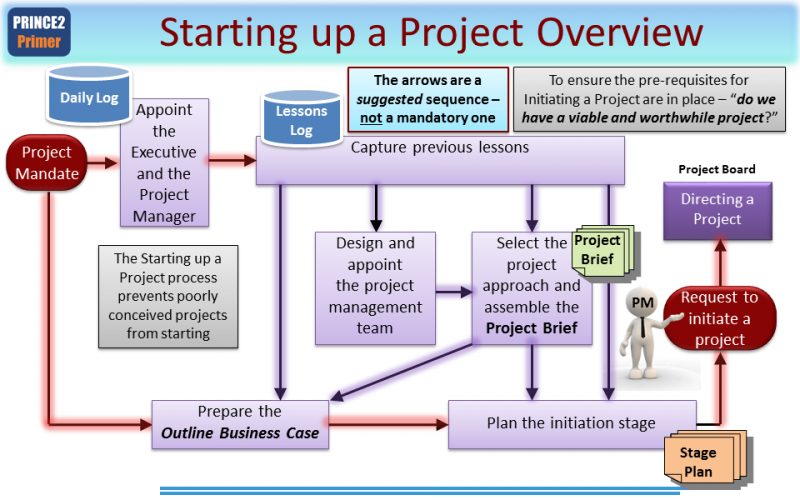 PRINCE2
Primer
Starting up a Project Overview
Daily Log
Lessons
Log
The arrows are a
suggested sequence –
not a mandatory one
To ensure the pre-requisites for
Initiating a Project are in place – “do we
have a viable and worthwhile project?”
Project
Mandate
Appoint
the
Executive
and the
Project
Manager
Capture previous lessons
Project Board
Directing a
Project
The Starting up a
Project process
prevents poorly
conceived projects
from starting
Design and
appoint
the project
management
team
Select the
project
approach and
assemble the
Project Brief
Project
Brief
PM
Request to
initiate a
project
Prepare the
Outline Business Case
Plan the initiation stage
Stage
Plan